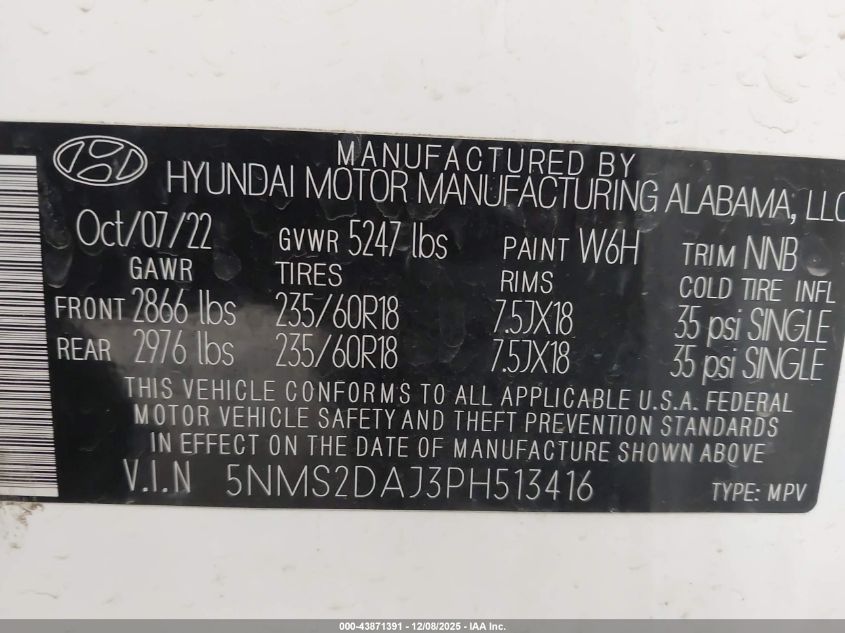 MANUFACTURED BY
HYUNDAI MOTOR MANUFACTURING ALABAMA, LLC
Oct/07/22 GVWR 5247 lbs PAINT W6H TRIM NNB
GAWR TIRES RIMS COLD TIRE INFL
FRONT 2866 lbs 235/60R18 7.5JX18 35 psi SINGLE
REAR 2976 lbs 235/60R18 7.5JX18 35 psi SINGLE
THIS VEHICLE CONFORMS TO ALL APPLICABLE U.S.A. FEDERAL
MOTOR VEHICLE SAFETY AND THEFT PREVENTION STANDARDS
IN EFFECT ON THE DATE OF MANUFACTURE SHOWN ABOVE
V.I.N 5NMS2DAJ3PH513416 TYPE: MPV
000-43871391 - 12/08/2025 - IAA Inc.